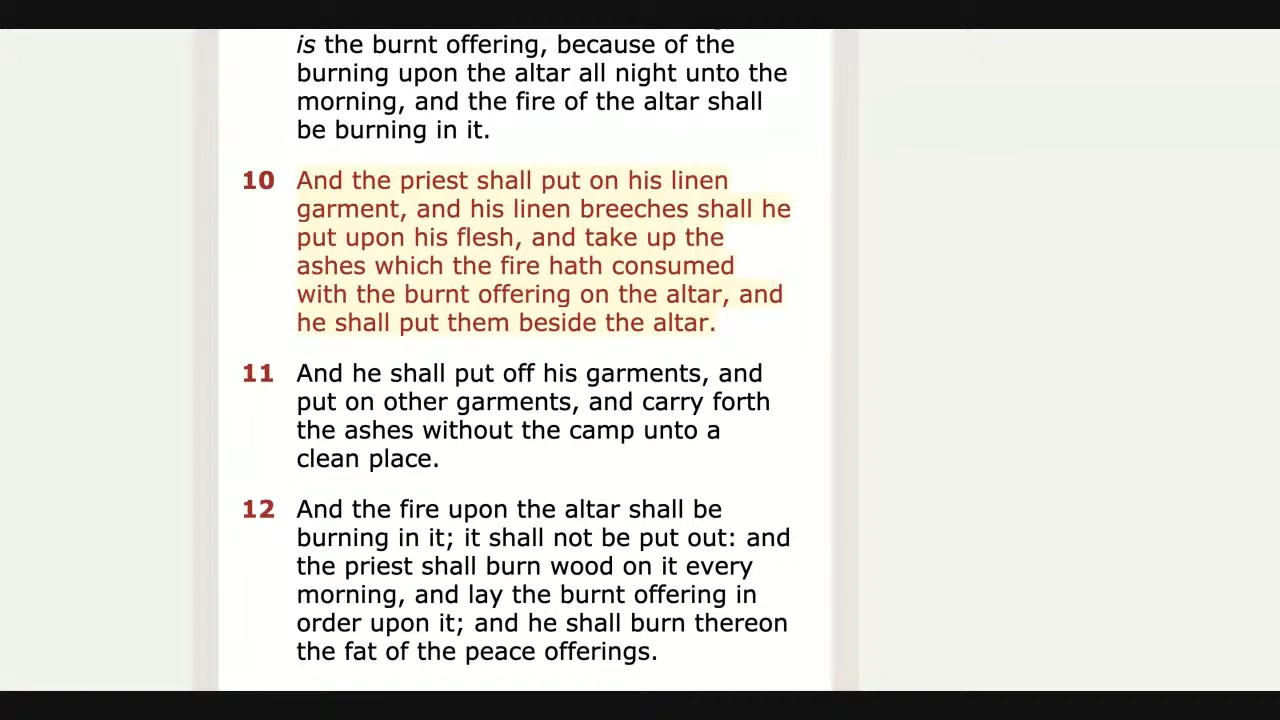 is the burnt offering, because of the
burning upon the altar all night unto the
morning, and the fire of the altar shall
be burning in it.
10 And the priest shall put on his linen
garment, and his linen breeches shall he
put upon his flesh, and take up the
ashes which the fire hath consumed
with the burnt offering on the altar, and
he shall put them beside the altar.
11 And he shall put off his garments, and
put on other garments, and carry forth
the ashes without the camp unto a
clean place.
12 And the fire upon the altar shall be
burning in it; it shall not be put out: and
the priest shall burn wood on it every
morning, and lay the burnt offering in
order upon it; and he shall burn thereon
the fat of the peace offerings.